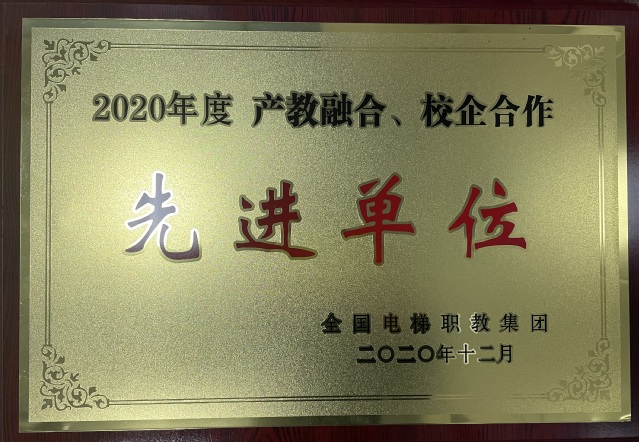 2020年度 产教融合、校企合作
先进单位
全国电梯职教集团
二〇二〇年十二月